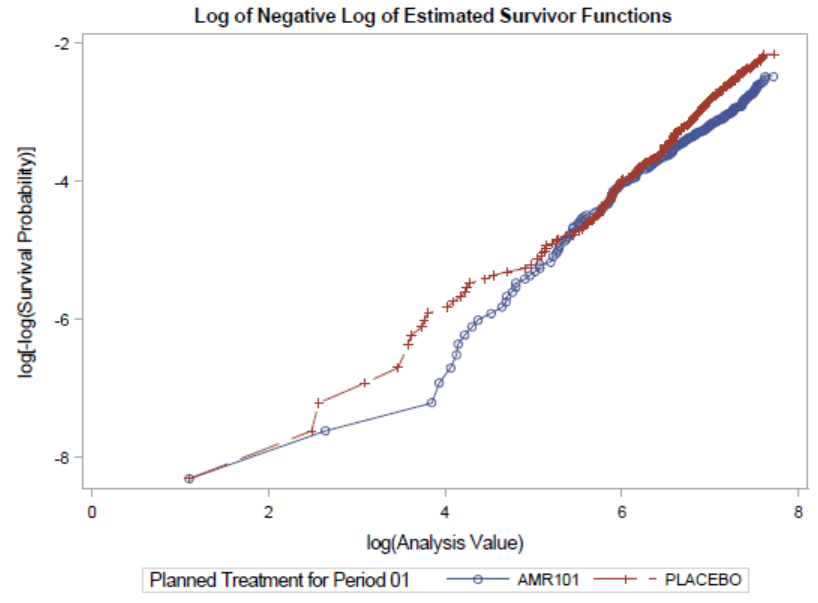 Log of Negative Log of Estimated Survivor Functions
-2
-4
-6
-8
log[-log(Survival Probability)]
0 2 4 6 8
log(Analysis Value)
Planned Treatment for Period 01 AMR101 PLACEBO